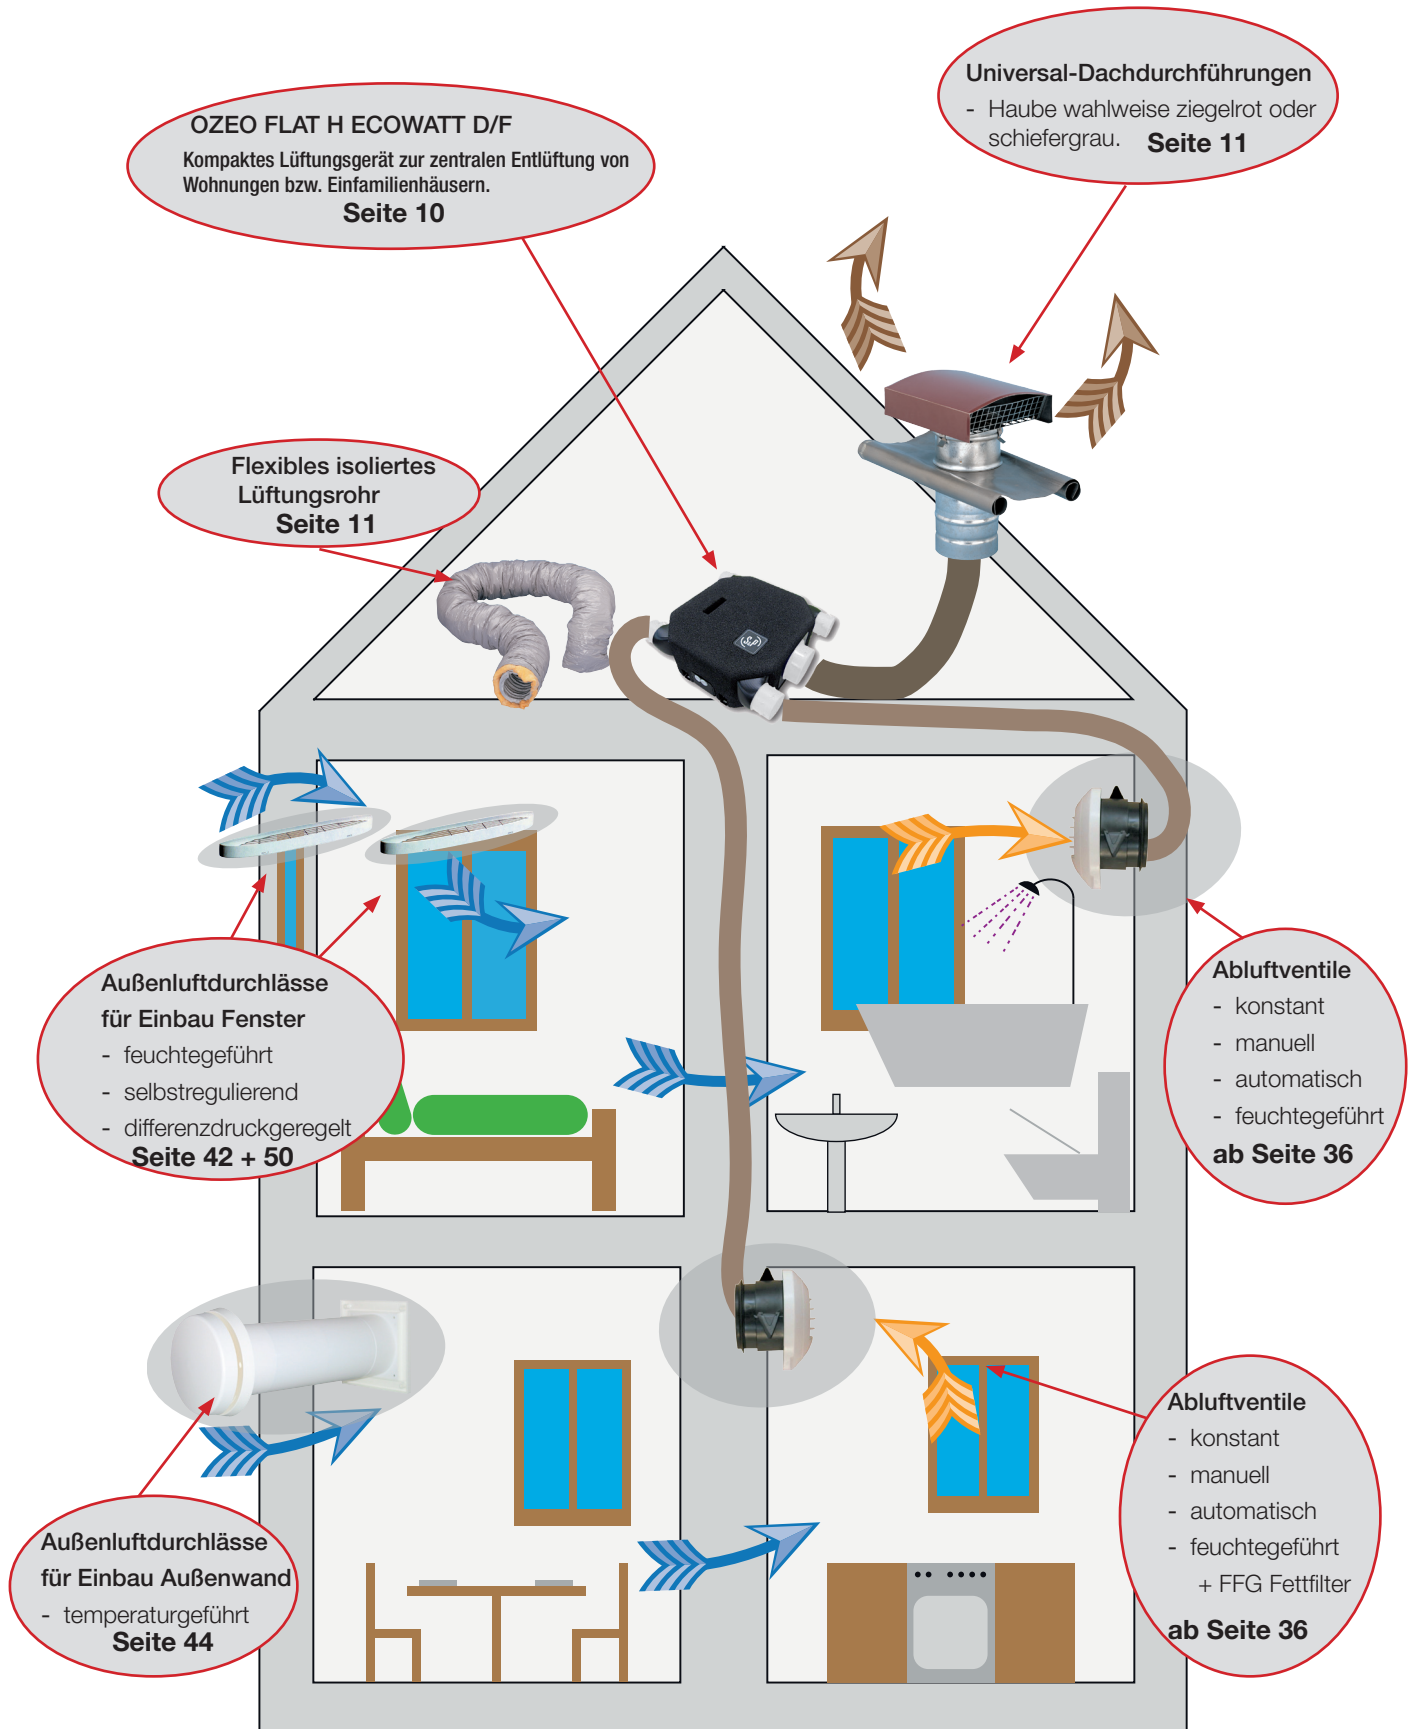 Universal-Dachdurchführungen
- Haube wahlweise ziegelrot oder
schiefergrau. Seite 11
OZEO FLAT H ECOWATT D/F
Kompaktes Lüftungsgerät zur zentralen Entlüftung von
Wohnungen bzw. Einfamilienhäusern.
Seite 10
Flexibles isoliertes
Lüftungsrohr
Seite 11
S&P
Außenluftdurchlässe
für Einbau Fenster
- feuchtegeführt
- selbstregulierend
- differenzdruckgeregelt
Seite 42 + 50
Abluftventile
- konstant
- manuell
- automatisch
- feuchtegeführt
ab Seite 36
Abluftventile
- konstant
- manuell
- automatisch
- feuchtegeführt
+ FFG Fettfilter
ab Seite 36
Außenluftdurchlässe
für Einbau Außenwand
- temperaturgeführt
Seite 44